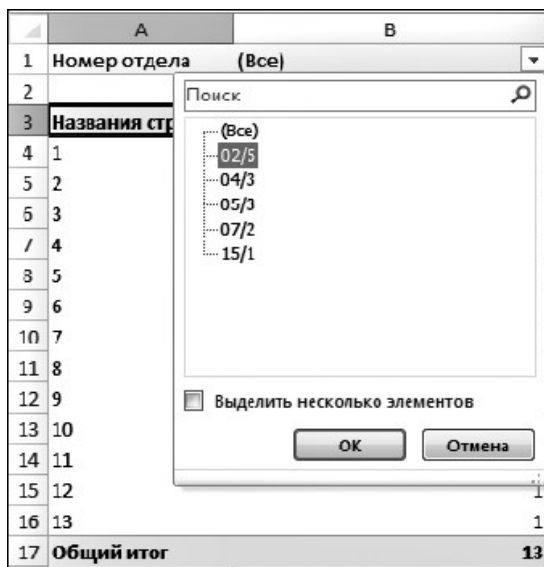 A B
1 Номер отдела (Все)
2
Поиск
3 Названия стр
(Все)
4 1
02/5
5 2
04/3
6 3
05/3
7 4
07/2
8 5
15/1
9 6
10 7
11 8
12 9
Выделить несколько элементов
13 10
ОК Отмена
14 11
15 12 1
16 13 1
17 Общий итог 13